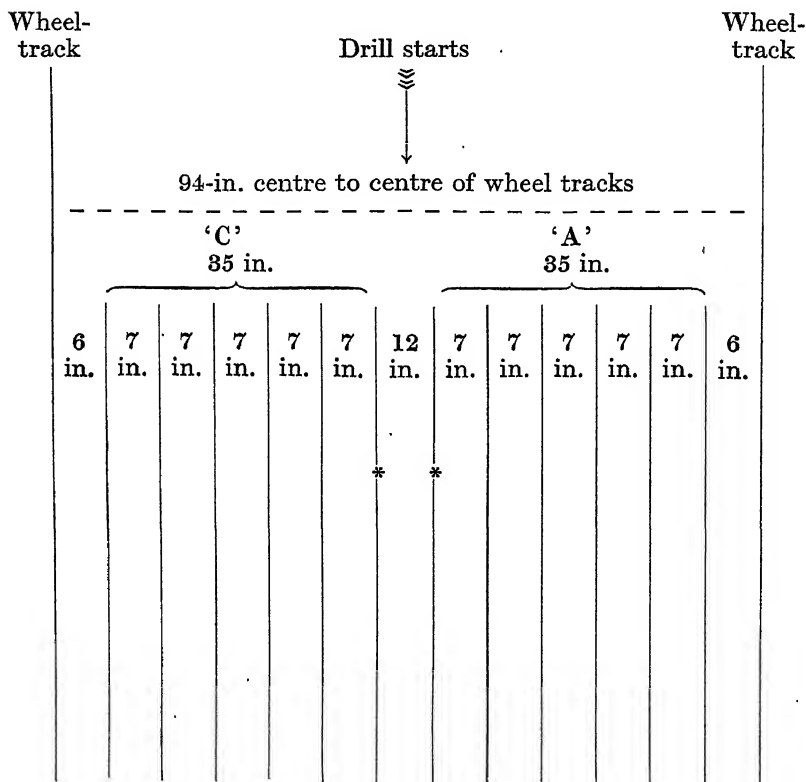 Wheel-
track
Drill starts
Wheel-
track
94-in. centre to centre of wheel tracks
'C'
35 in.
'A'
35 in.
6 7 7 7 7 7 12 7 7 7 7 7 6
in. in. in. in. in. in. in. in. in. in. in. in. in.
* *